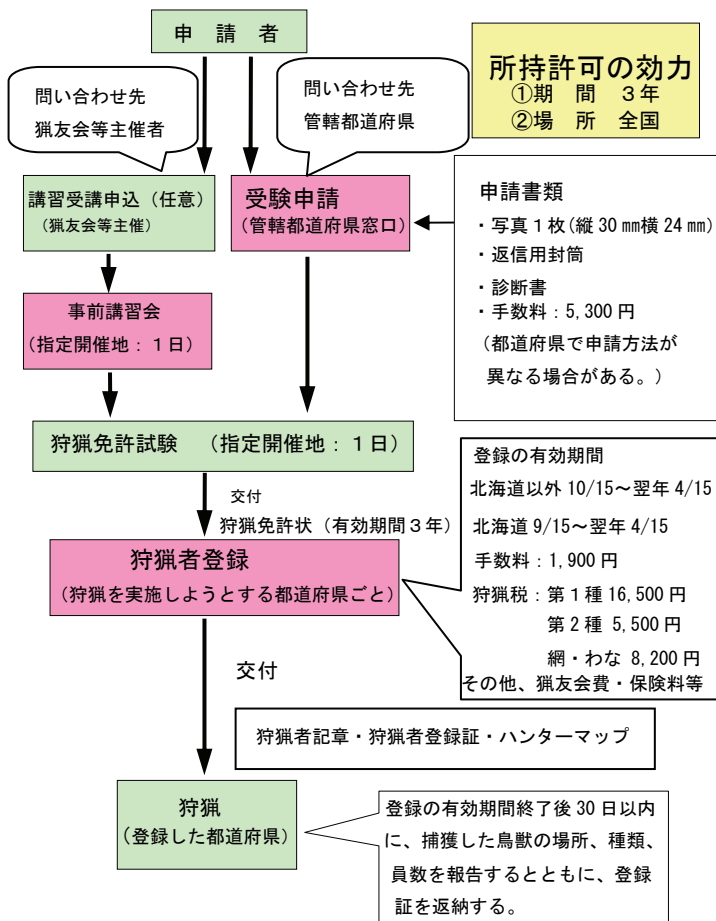 申 請 者
所持許可の効力
①期 間 3年
②場 所 全国
問い合わせ先
猟友会等主催者
問い合わせ先
管轄都道府県
講習受講申込（任意）
(猟友会等主催)
受験申請
(管轄都道府県窓口)
申請書類
・写真１枚(縦 30 ㎜横 24 ㎜)
・返信用封筒
・診断書
・手数料：5,300 円
(都道府県で申請方法が
異なる場合がある。)
事前講習会
(指定開催地：１日)
狩猟免許試験 (指定開催地：１日)
交付
狩猟免許状（有効期間３年）
狩猟者登録
(狩猟を実施しようとする都道府県ごと)
登録の有効期間
北海道以外 10/15～翌年 4/15
北海道 9/15～翌年 4/15
手数料：1,900 円
狩猟税：第１種 16,500 円
第２種 5,500 円
網・わな 8,200 円
その他、猟友会費・保険料等
交付
狩猟者記章・狩猟者登録証・ハンターマップ
狩猟
(登録した都道府県)
登録の有効期間終了後 30 日以内
に、捕獲した鳥獣の場所、種類、
員数を報告するとともに、登録
証を返納する。